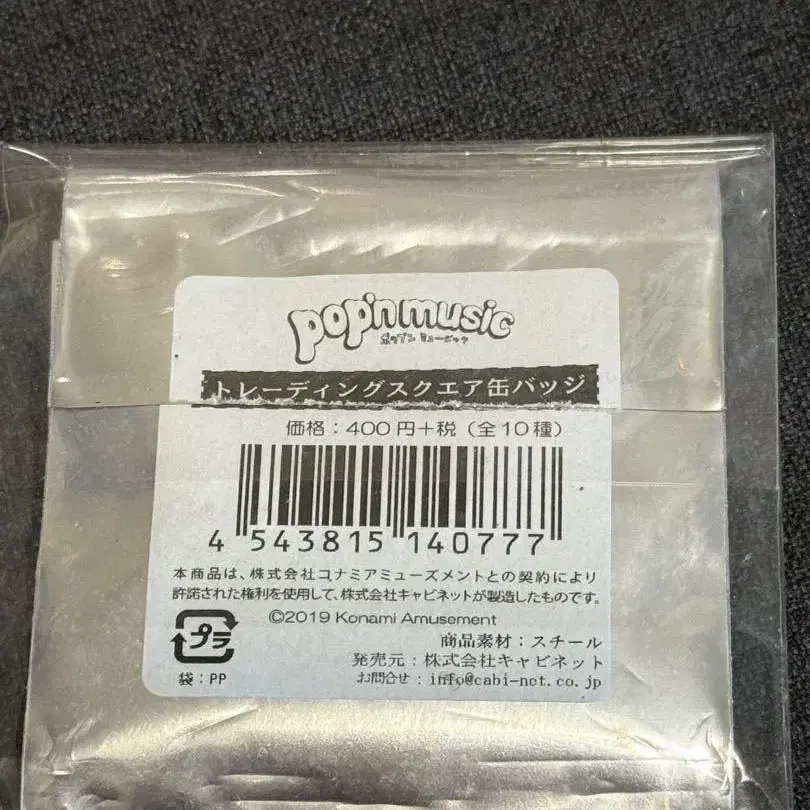 pop'n music
ポップン ミュージック
トレーディングスクエア缶バッジ
価格：400円+税（全10種）
4 543815 140777
本商品は、株式会社コナミアミューズメントとの契約により
許諾された権利を使用して、株式会社キャビネットが製造したものです。
©2019 Konami Amusement
プラ
袋：PP
商品素材：スチール
発売元：株式会社キャビネット
お問合せ：info@cabi-net.co.jp